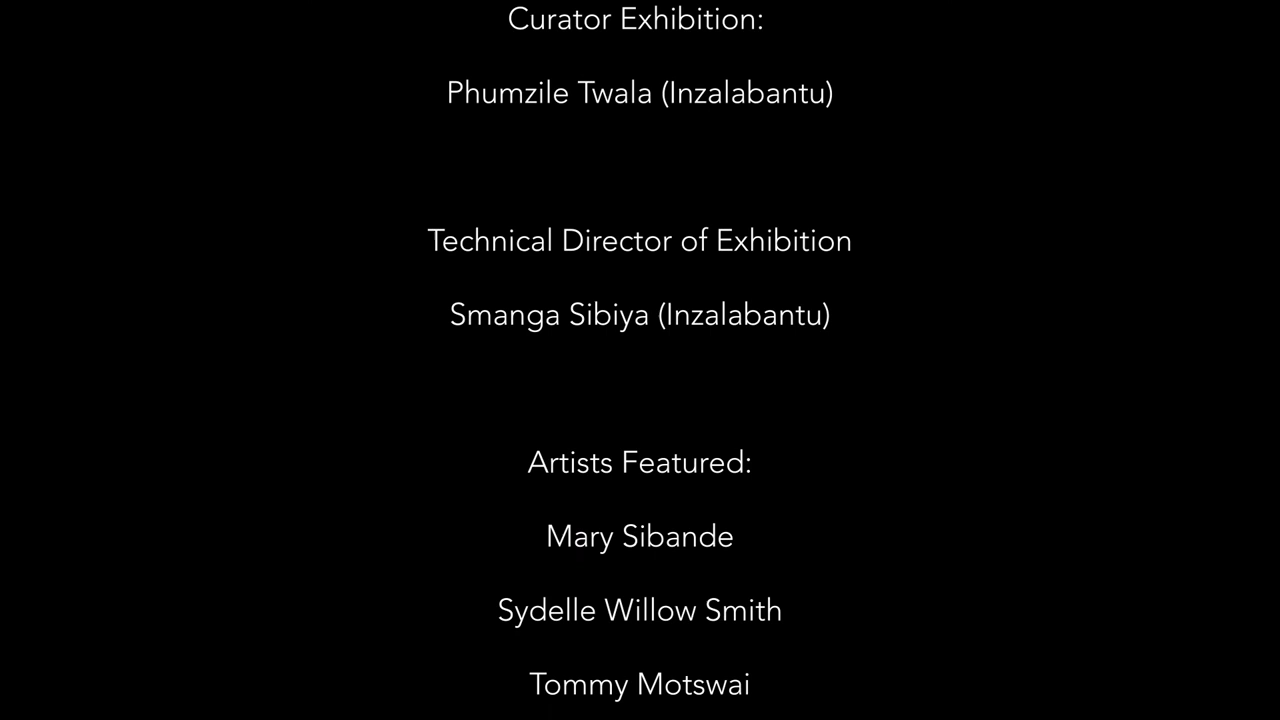 Curator Exhibition:
Phumzile Twala (Inzalabantu)
Technical Director of Exhibition
Smanga Sibiya (Inzalabantu)
Artists Featured:
Mary Sibande
Sydelle Willow Smith
Tommy Motswai